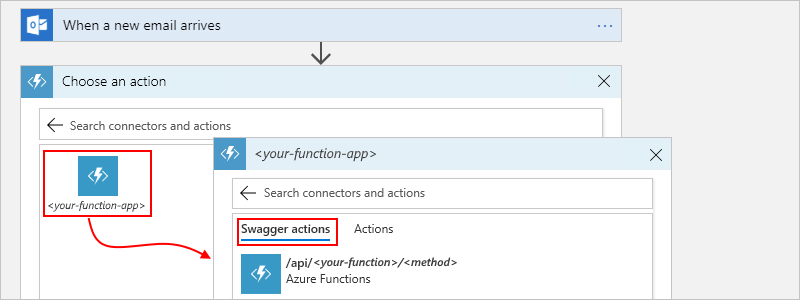 When a new email arrives
Choose an action
Search connectors and actions
<your-function-app>
<your-function-app>
Search connectors and actions
Swagger actions Actions
/api/<your-function>/<method>
Azure Functions